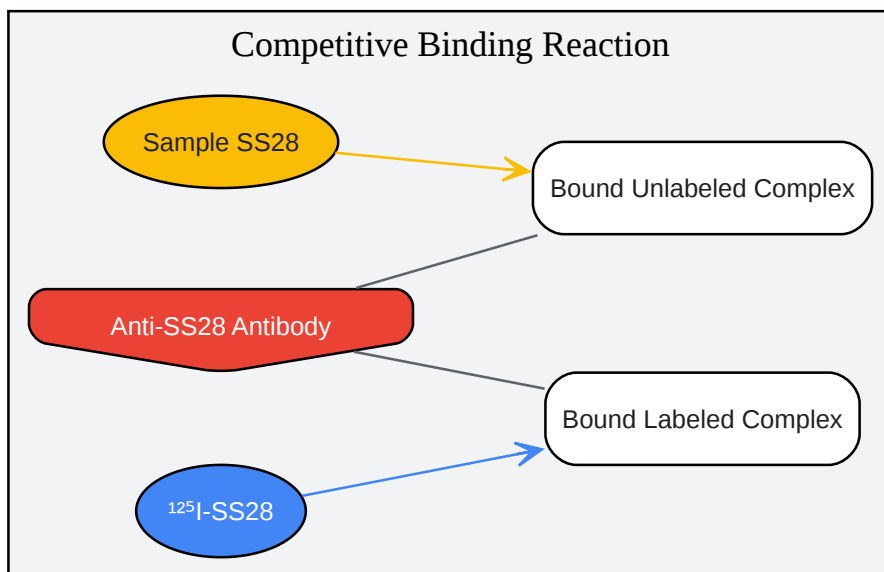 Competitive Binding Reaction
Sample SS28
Bound Unlabeled Complex
Anti-SS28 Antibody
Bound Labeled Complex
¹²⁵I-SS28